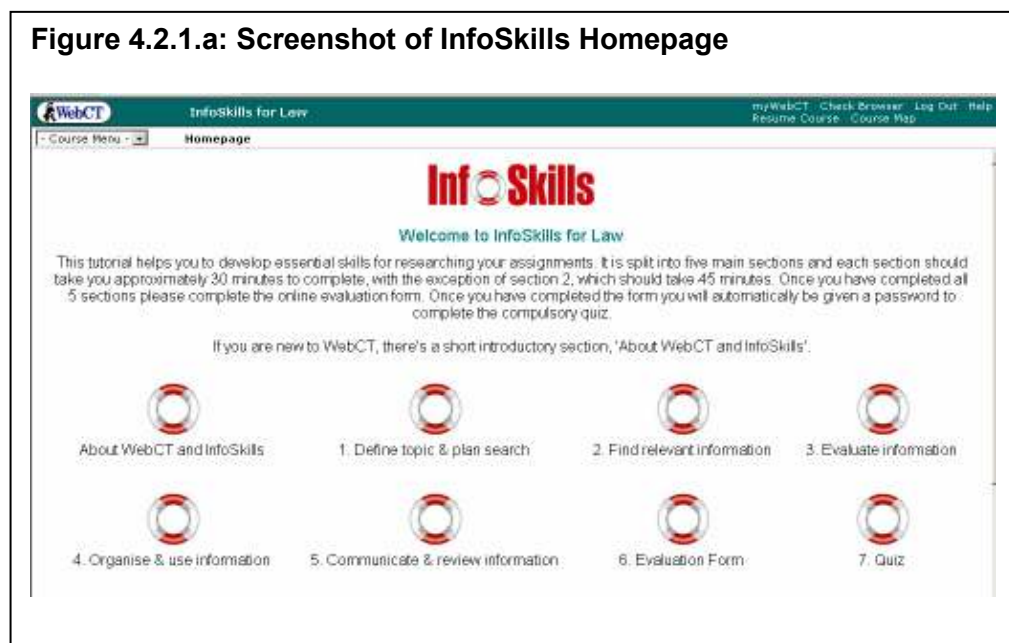 Figure 4.2.1.a: Screenshot of InfoSkills Homepage
WebCT InfoSkills for Law myWebCT Check Browser Log Out Help
Resume Course Course Map
- Course Menu - Homepage
InfoSkills
Welcome to InfoSkills for Law
This tutorial helps you to develop essential skills for researching your assignments. It is split into five main sections and each section should
take you approximately 30 minutes to complete, with the exception of section 2, which should take 45 minutes. Once you have completed all
5 sections please complete the online evaluation form. Once you have completed the form you will automatically be given a password to
complete the compulsory quiz.
If you are new to WebCT, there's a short introductory section, 'About WebCT and InfoSkills'.
About WebCT and InfoSkills 1. Define topic & plan search 2. Find relevant information 3. Evaluate information
4. Organise & use information 5. Communicate & review information 6. Evaluation Form 7. Quiz